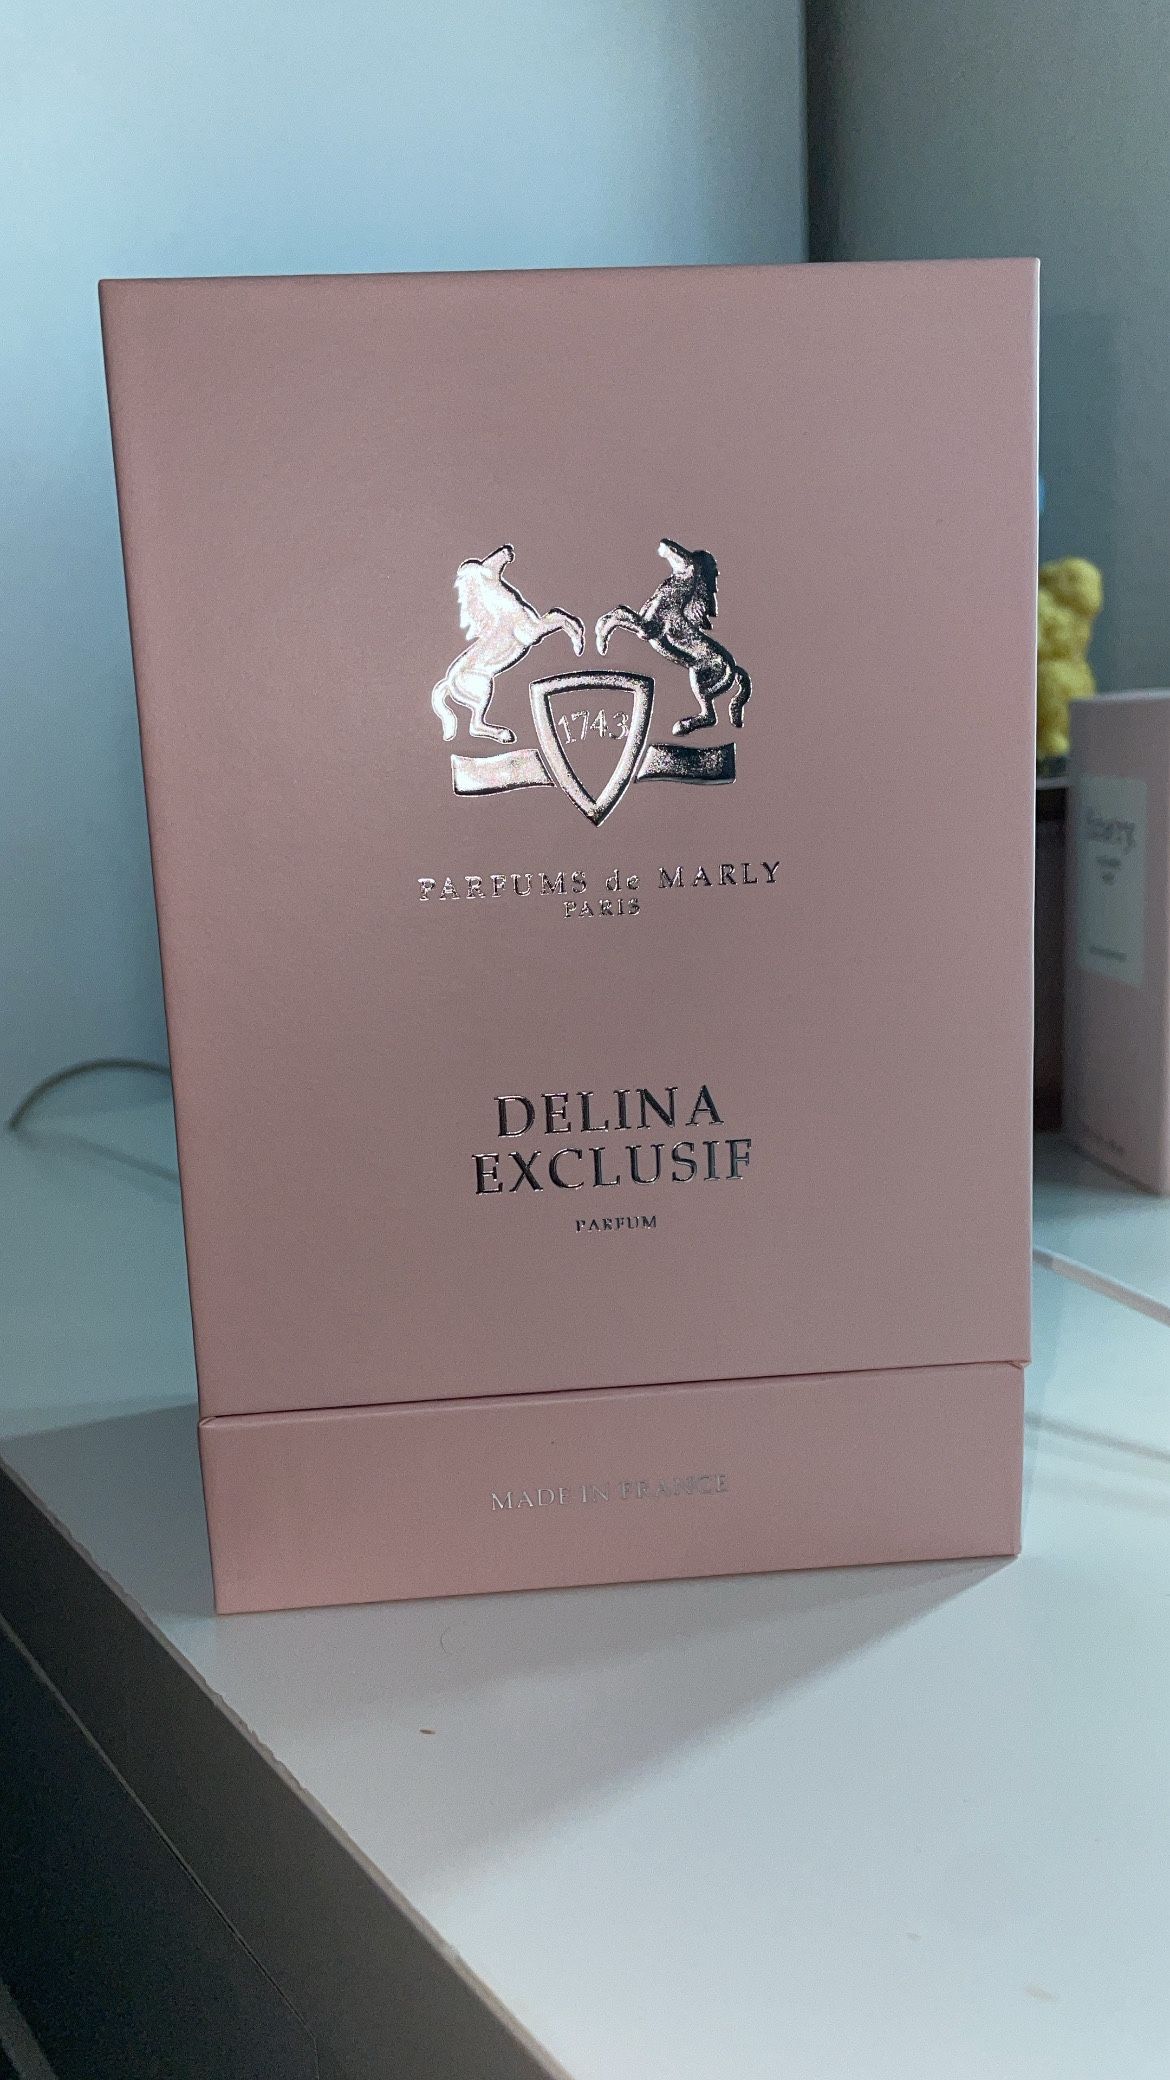 1743
PARFUMS de MARLY
PARIS
DELINA
EXCLUSIF
PARFUM
MADE IN FRANCE